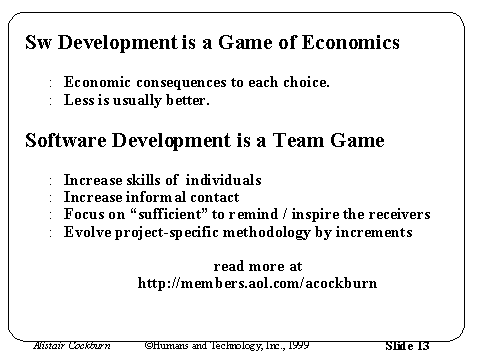 Sw Development is a Game of Economics
: Economic consequences to each choice.
: Less is usually better.
Software Development is a Team Game
: Increase skills of individuals
: Increase informal contact
: Focus on “sufficient” to remind / inspire the receivers
: Evolve project-specific methodology by increments
read more at
http://members.aol.com/acockburn
Alistair Cockburn ©Humans and Technology, Inc., 1999 Slide 13